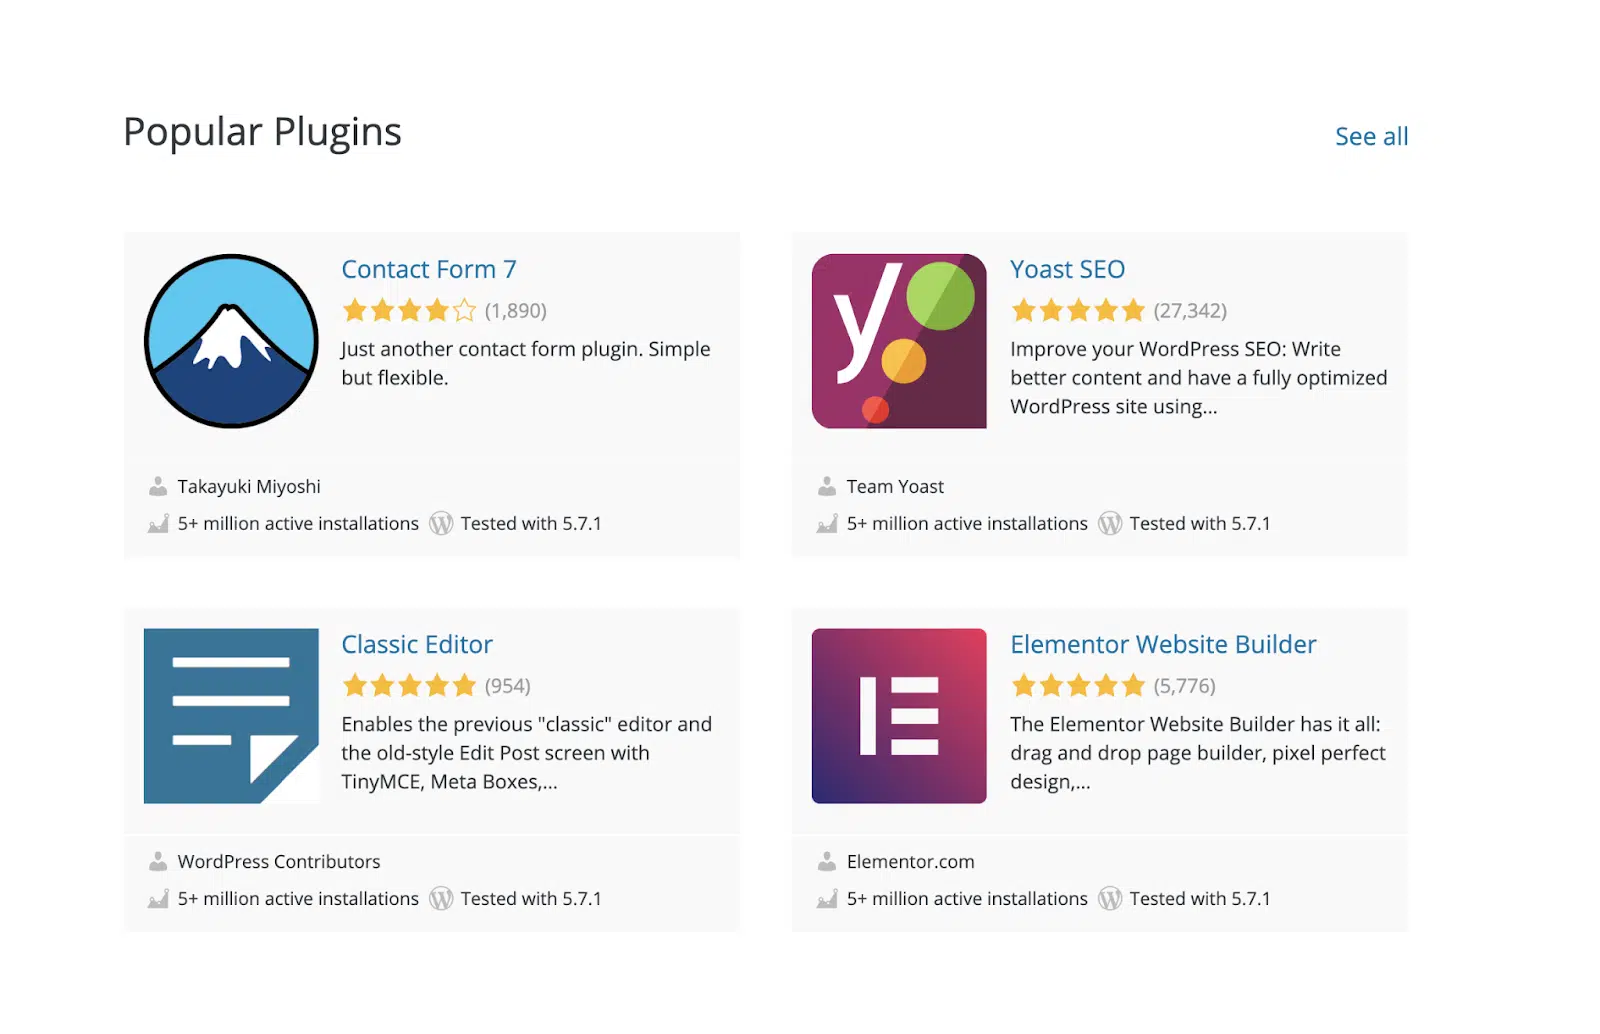 Popular Plugins
See all
Contact Form 7
(1,890)
Just another contact form plugin. Simple
but flexible.
Takayuki Miyoshi
5+ million active installations
Tested with 5.7.1
Yoast SEO
(27,342)
Improve your WordPress SEO: Write
better content and have a fully optimized
WordPress site using...
Team Yoast
5+ million active installations
Tested with 5.7.1
Classic Editor
(954)
Enables the previous "classic" editor and
the old-style Edit Post screen with
TinyMCE, Meta Boxes,...
WordPress Contributors
5+ million active installations
Tested with 5.7.1
Elementor Website Builder
(5,776)
The Elementor Website Builder has it all:
drag and drop page builder, pixel perfect
design,...
Elementor.com
5+ million active installations
Tested with 5.7.1